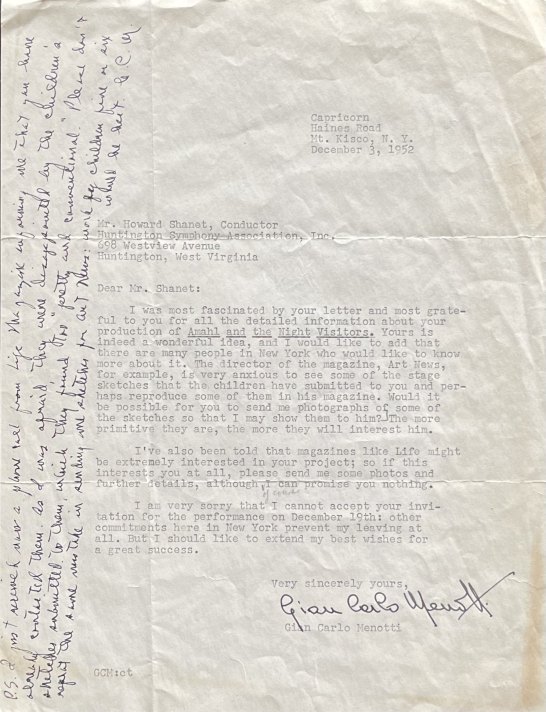 Capricorn
Haines Road
Mt. Kisco, N. Y.
December 3, 1952
Mr. Howard Shanet, Conductor
Huntington Symphony Association, Inc.
698 Westview Avenue
Huntington, West Virginia
Dear Mr. Shanet:
I was most fascinated by your letter and most grate-
ful to you for all the detailed information about your
production of Amahl and the Night Visitors. Yours is
indeed a wonderful idea, and I would like to add that
there are many people in New York who would like to know
more about it. The director of the magazine, Art News,
for example, is very anxious to see some of the stage
sketches that the children have submitted to you and per-
haps reproduce some of them in his magazine. Would it
be possible for you to send me photographs of some of
the sketches so that I may show them to him? The more
primitive they are, the more they will interest him.
I've also been told that magazines like Life might
be extremely interested in your project; so if this
interests you at all, please send me some photos and
further details, although, I can promise you nothing.
of course
I am very sorry that I cannot accept your invi-
tation for the performance on December 19th: other
commitments here in New York prevent my leaving at
all. But I should like to extend my best wishes for
a great success.
Very sincerely yours,
Gian Carlo Menotti
Gian Carlo Menotti
GCM:ct
P.S. I just received now a phone call from Life Magazine informing me that you have
already contacted them. As I was afraid they were disappointed by the children's
sketches submitted to them, which they found too "pretty and conventional." Please don't
repeat the same mistake in sending me sketches for Art News: work by children five or six
would be best G.C.M.